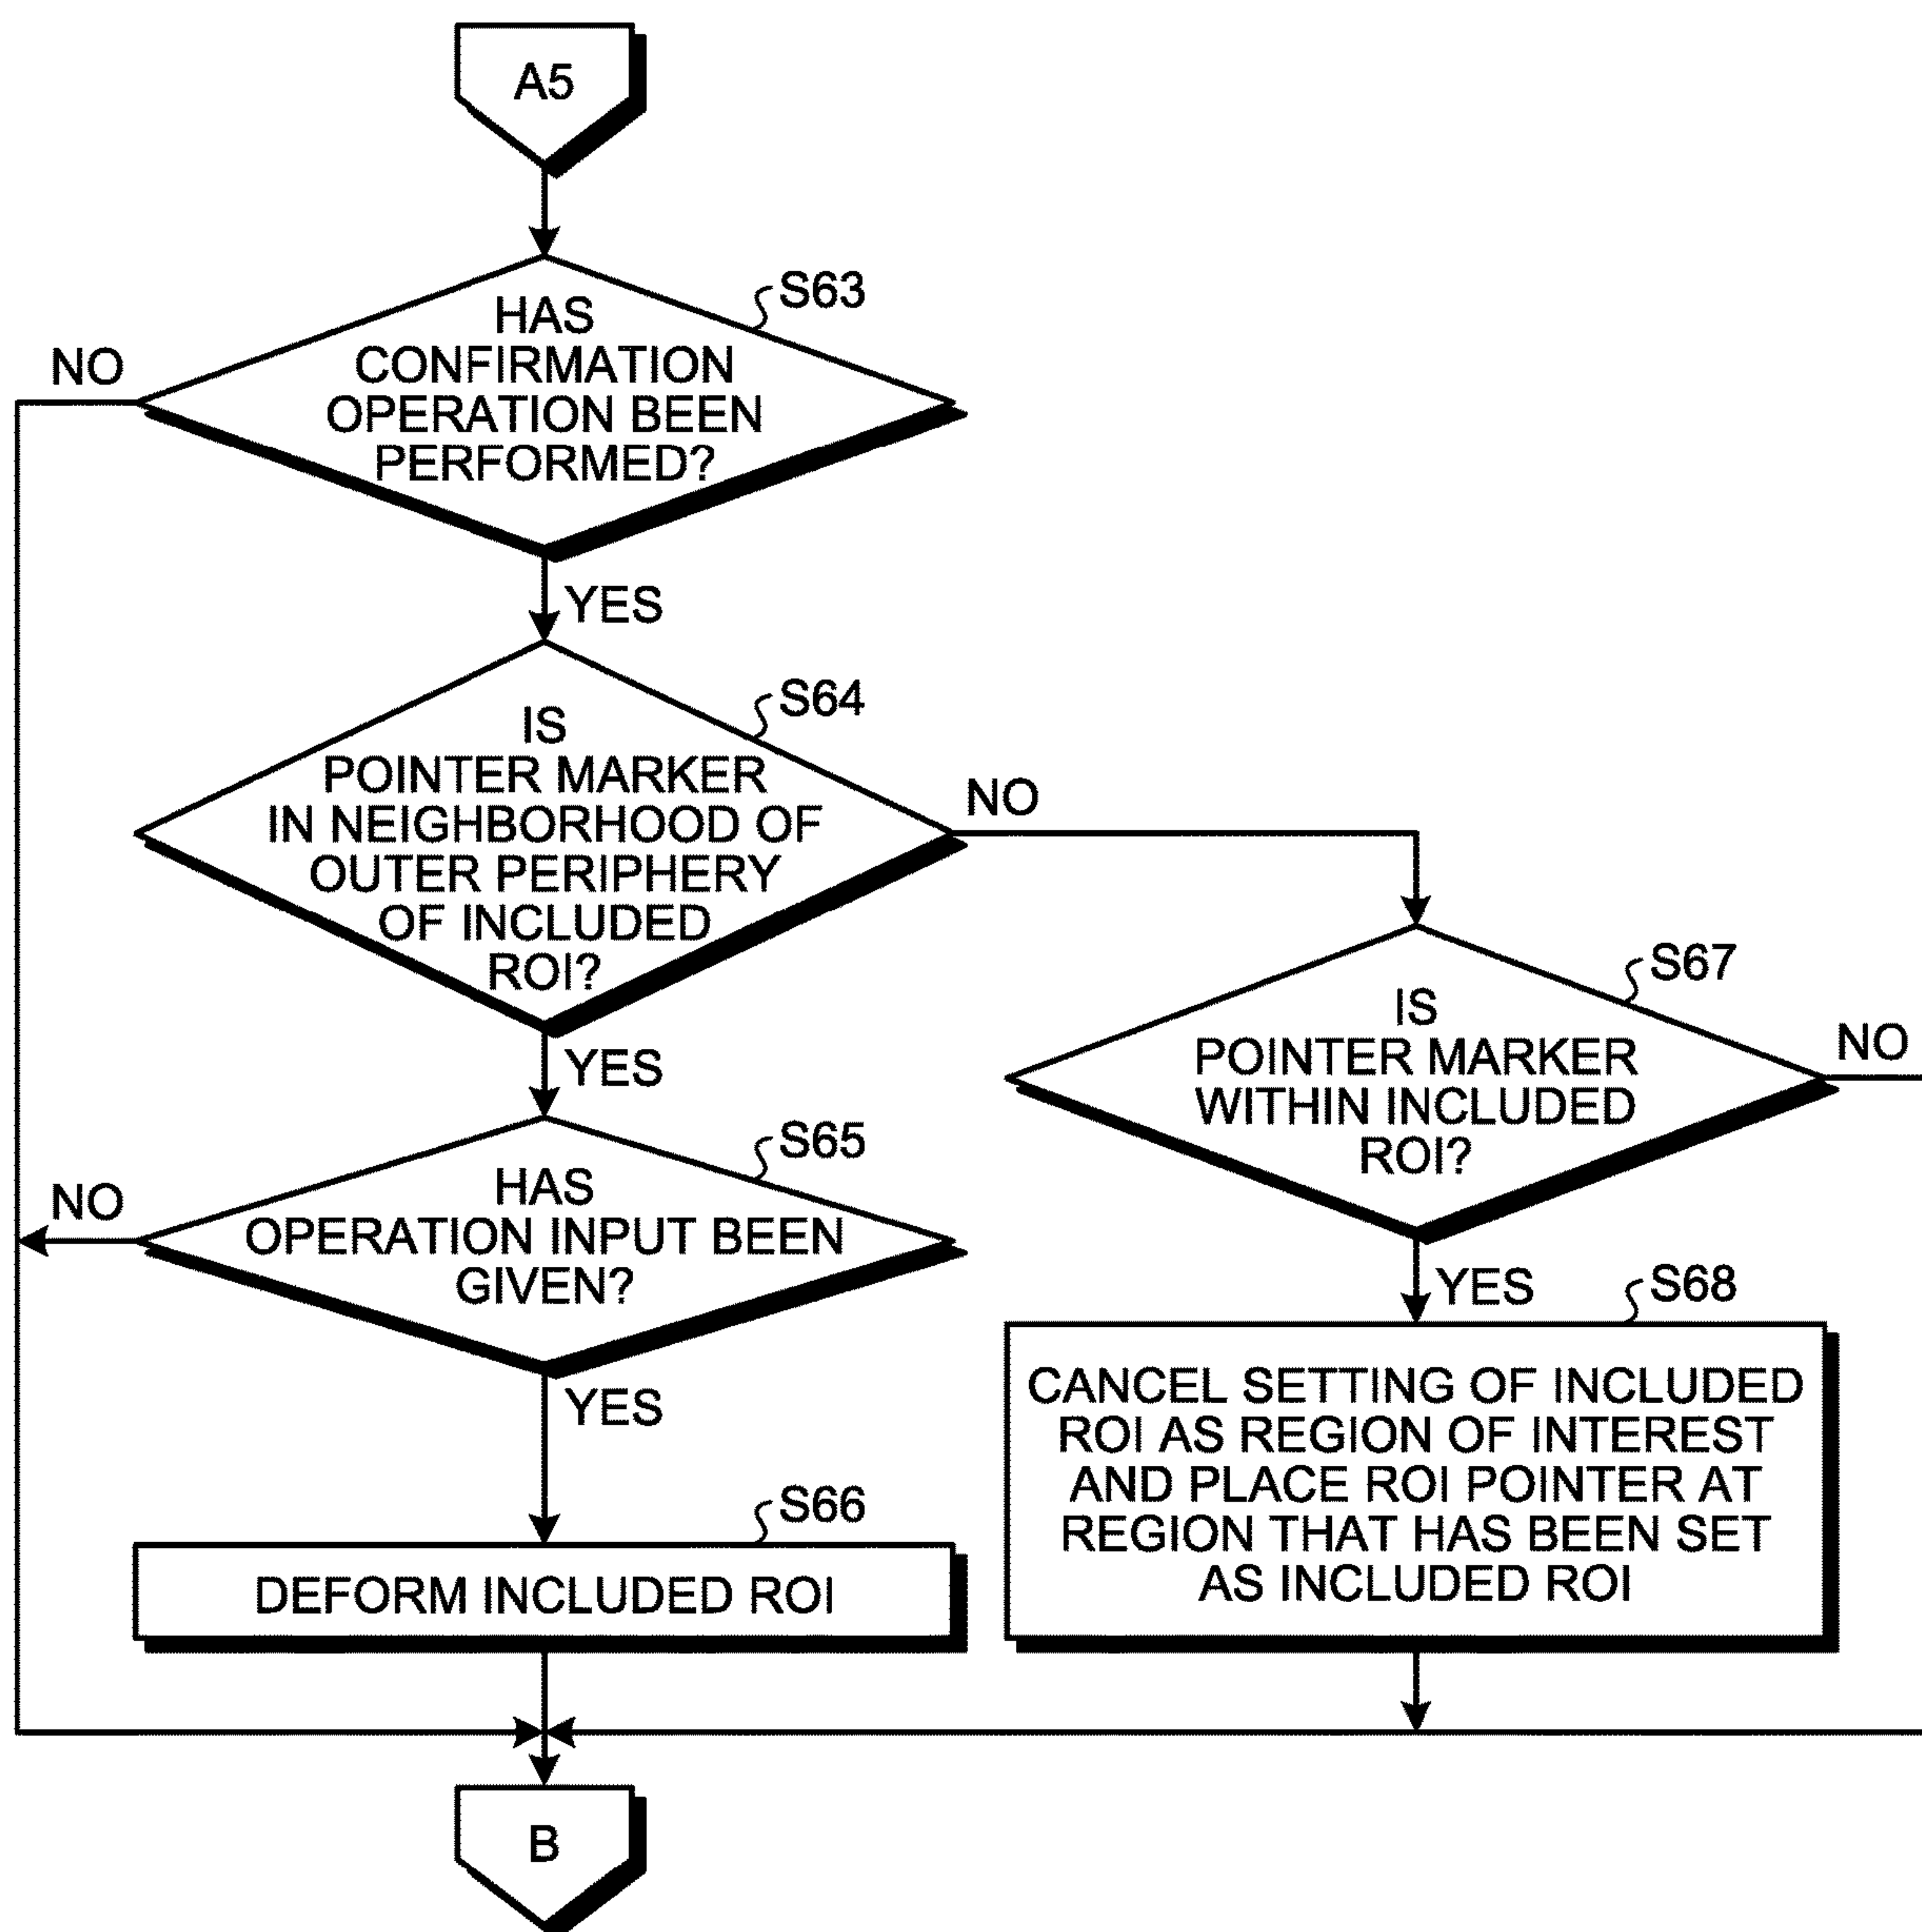 A5
S63
HAS
CONFIRMATION
OPERATION BEEN
PERFORMED?
NO
YES
S64
IS
POINTER MARKER
IN NEIGHBORHOOD OF
OUTER PERIPHERY
OF INCLUDED
ROI?
NO
YES
S65
HAS
OPERATION INPUT BEEN
GIVEN?
NO
YES
S66
DEFORM INCLUDED ROI
S67
IS
POINTER MARKER
WITHIN INCLUDED
ROI?
NO
YES
S68
CANCEL SETTING OF INCLUDED
ROI AS REGION OF INTEREST
AND PLACE ROI POINTER AT
REGION THAT HAS BEEN SET
AS INCLUDED ROI
B